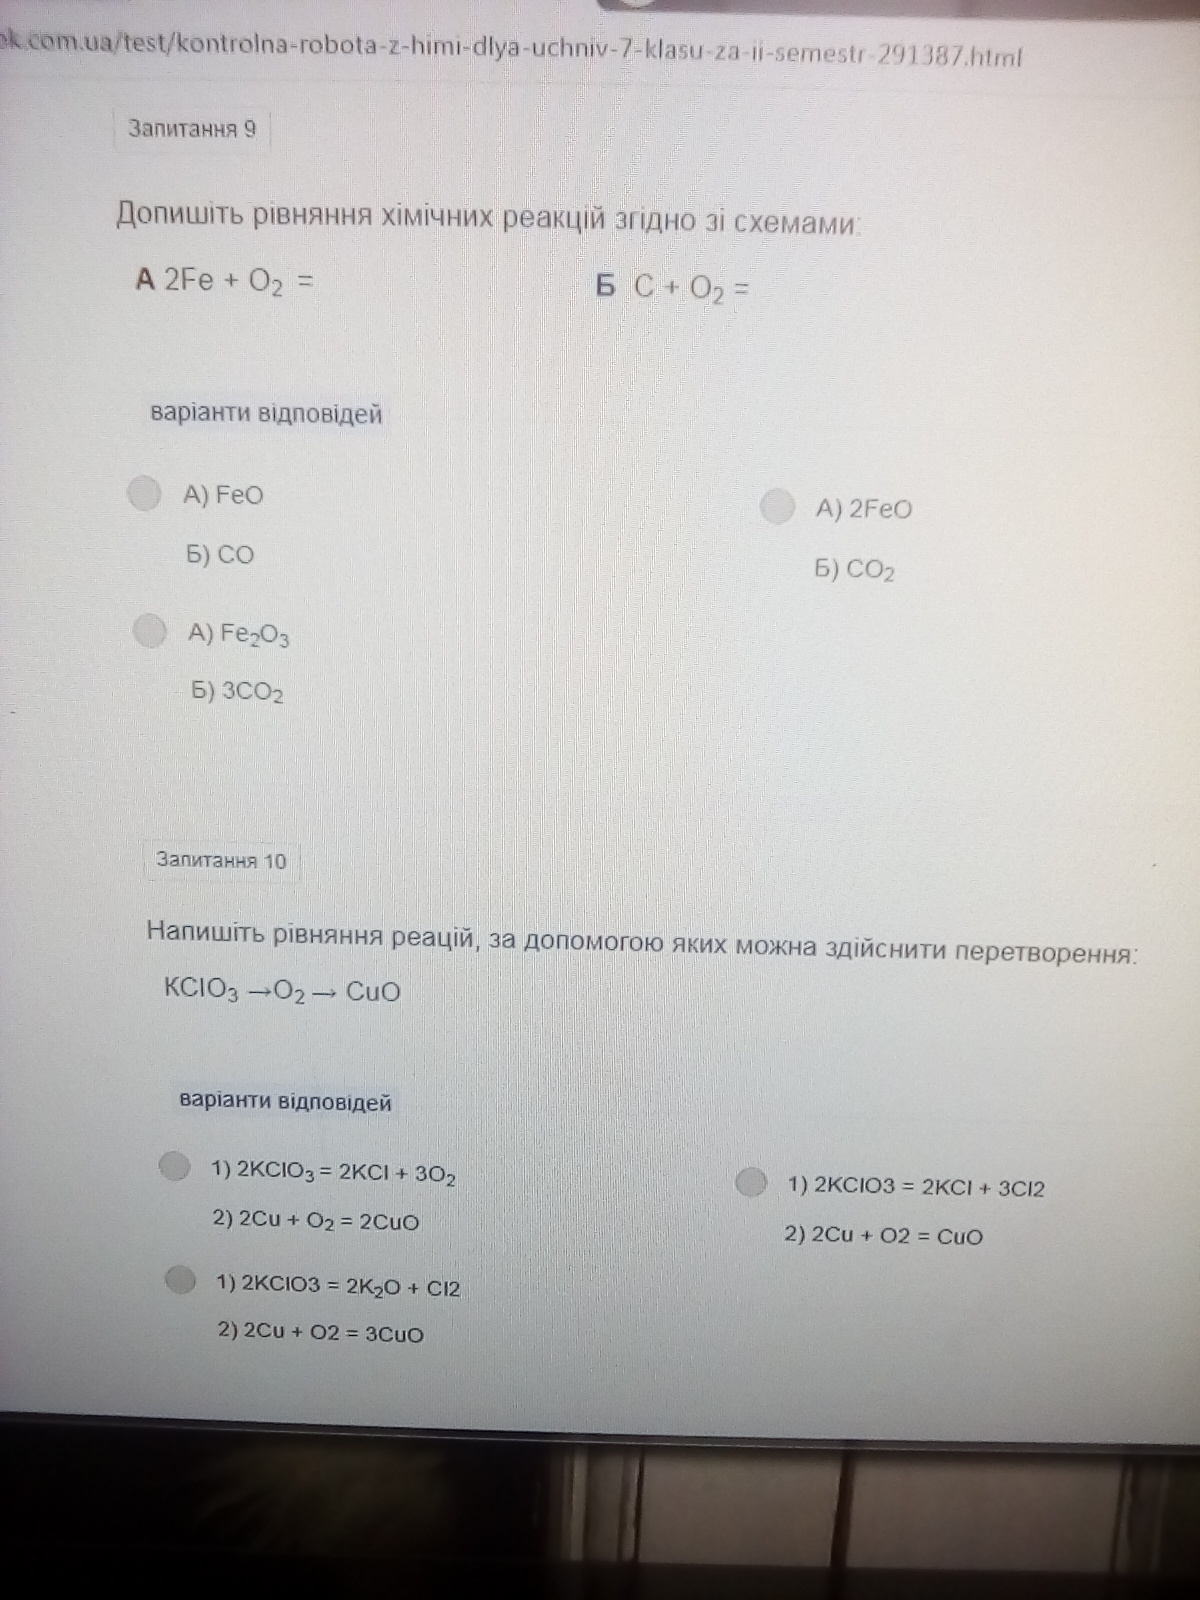 ok.com.ua/test/kontrolna-robota-z-himi-dlya-uchniv-7-klasu-za-ii-semestr-291387.html
Запитання 9
Допишіть рівняння хімічних реакцій згідно зі схемами:
А 2Fe + O₂ =
Б C + O₂ =
варіанти відповідей
А) FeO
Б) CO
А) 2FeO
Б) CO₂
А) Fe₂O₃
Б) 3CO₂
Запитання 10
Напишіть рівняння реацій, за допомогою яких можна здійснити перетворення:
KClO₃ →O₂ → CuO
варіанти відповідей
1) 2KClO₃ = 2KCl + 3O₂
2) 2Cu + O₂ = 2CuO
1) 2KClO3 = 2KCl + 3Cl2
2) 2Cu + O2 = CuO
1) 2KClO3 = 2K₂O + Cl2
2) 2Cu + O2 = 3CuO